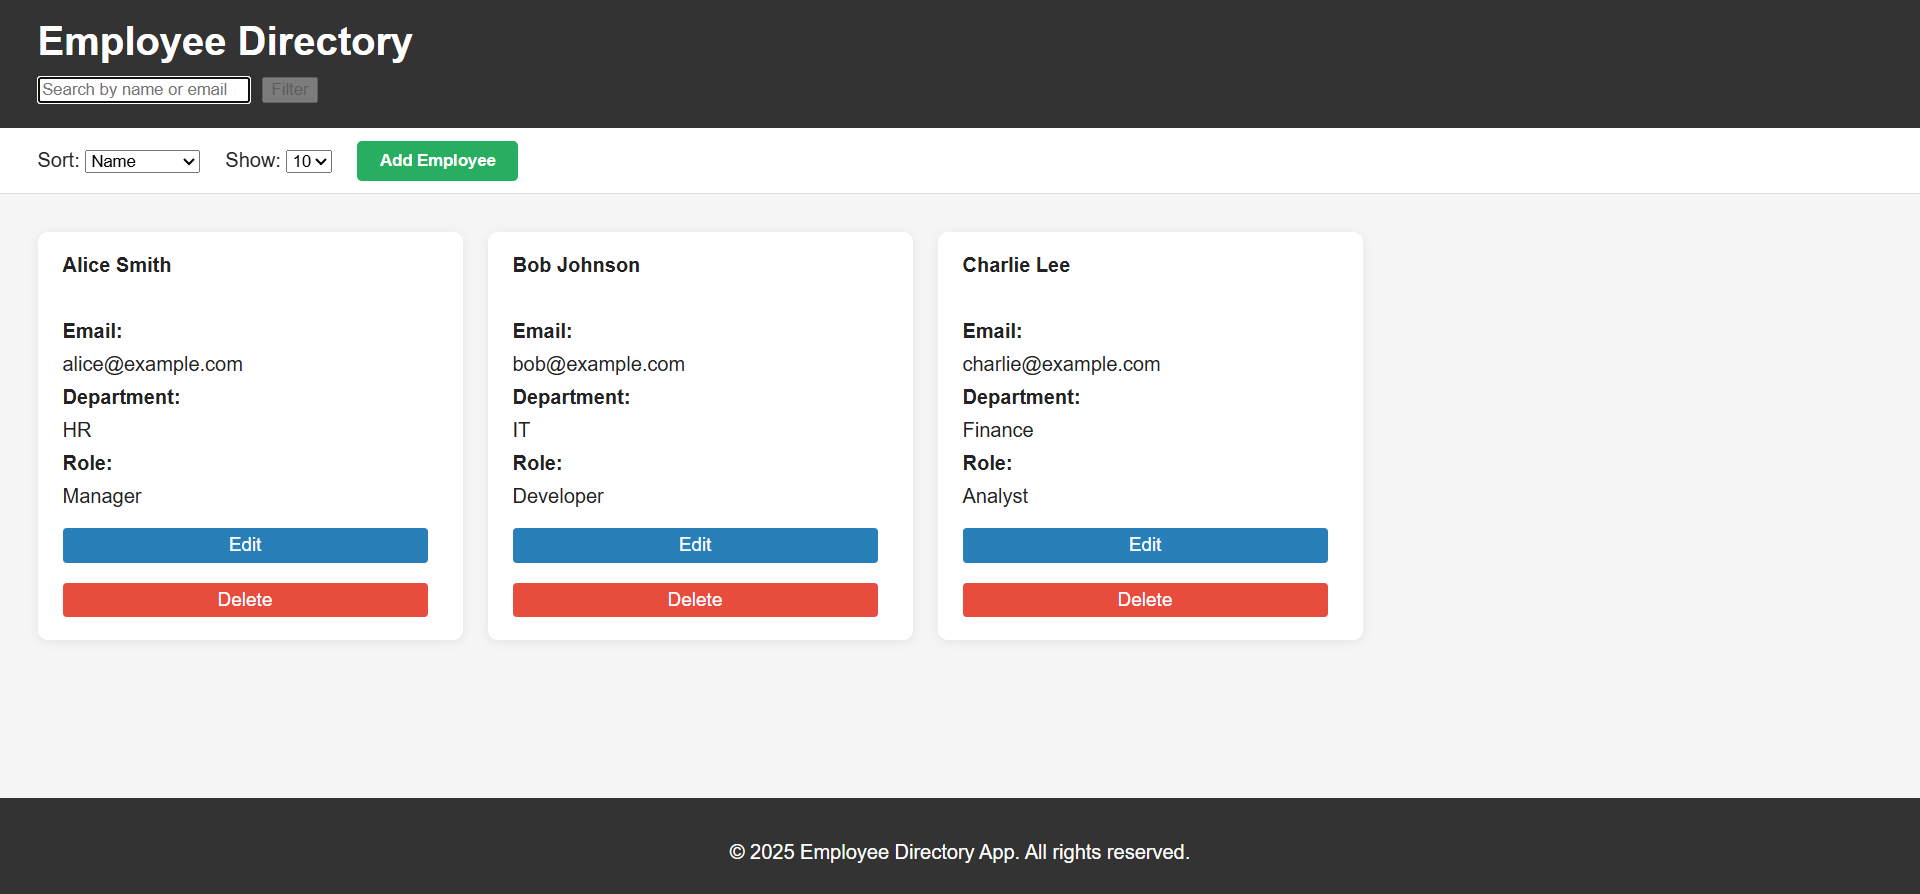 Employee Directory
Search by name or email Filter
Sort: Name Show: 10 Add Employee
Alice Smith
Email:
alice@example.com
Department:
HR
Role:
Manager
Edit
Delete
Bob Johnson
Email:
bob@example.com
Department:
IT
Role:
Developer
Edit
Delete
Charlie Lee
Email:
charlie@example.com
Department:
Finance
Role:
Analyst
Edit
Delete
© 2025 Employee Directory App. All rights reserved.